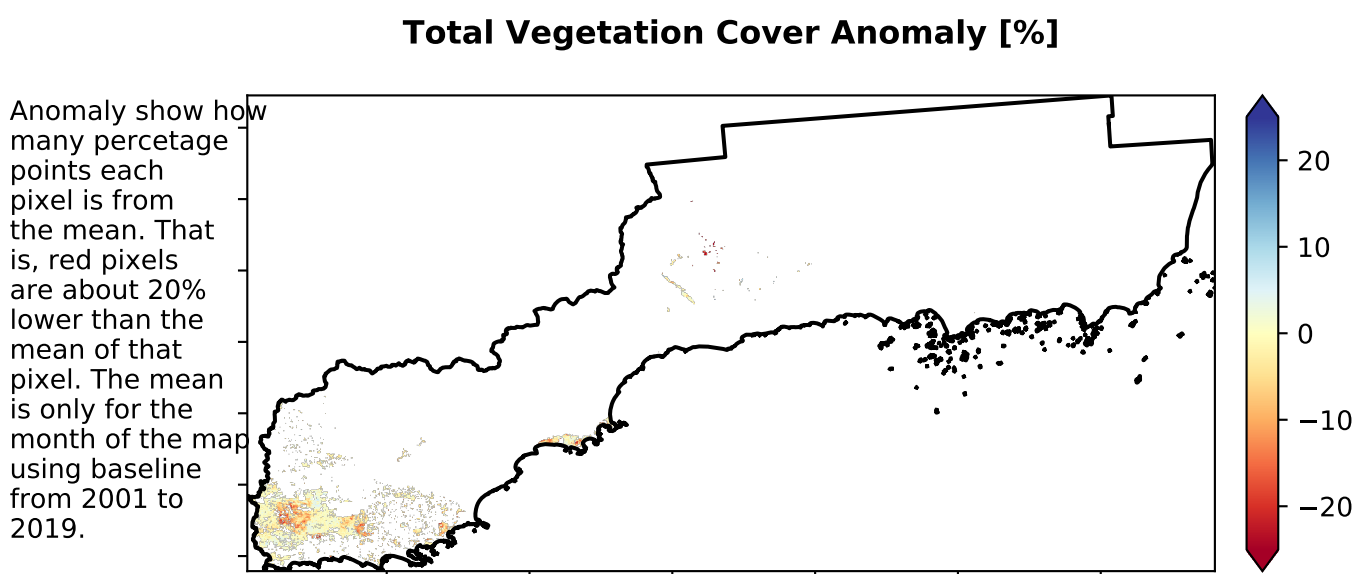 Total Vegetation Cover Anomaly [%]
Anomaly show how
many percetage
points each
pixel is from
the mean. That
is, red pixels
are about 20%
lower than the
mean of that
pixel. The mean
is only for the
month of the map
using baseline
from 2001 to
2019.
20
10
0
−10
−20